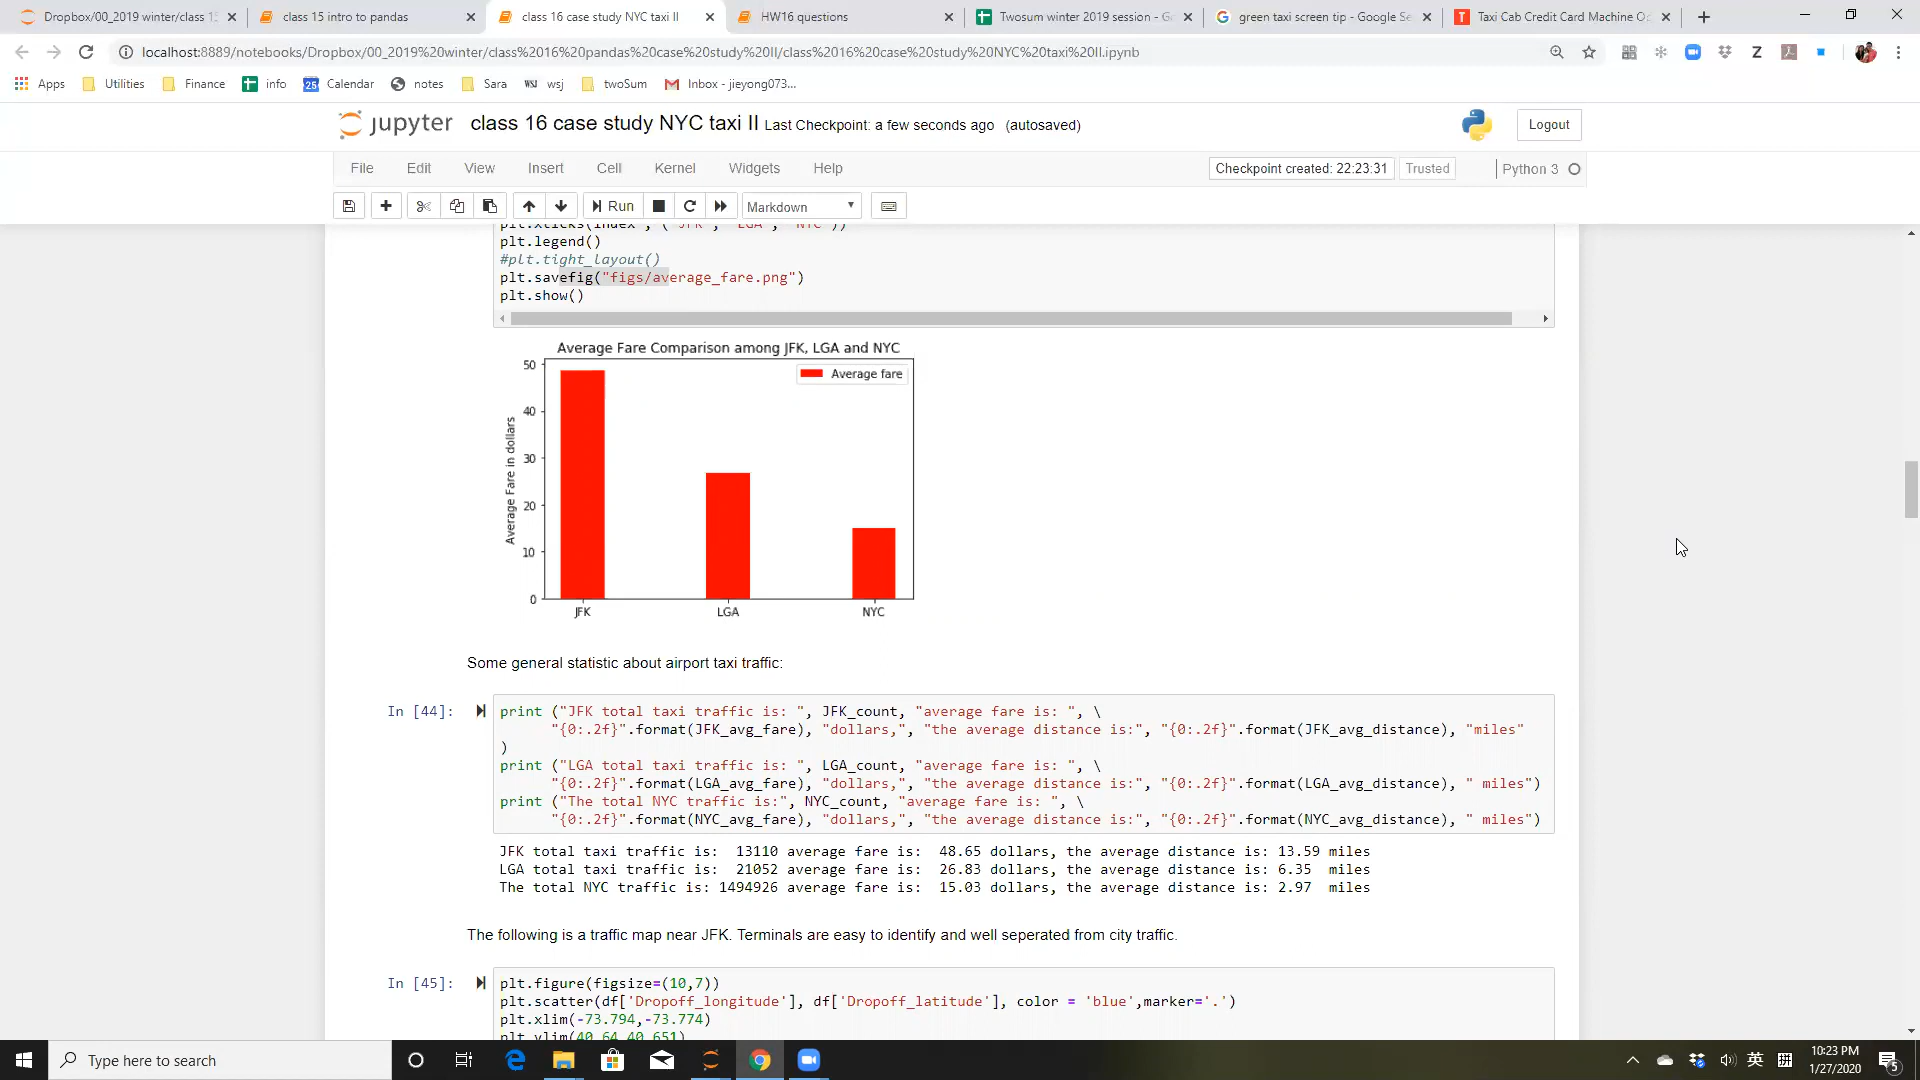 Dropbox/00_2019 winter/class 15
class 15 intro to pandas
class 16 case study NYC taxi II
HW16 questions
Twosum winter 2019 session - G
green taxi screen tip - Google Se
Taxi Cab Credit Card Machine O
localhost:8889/notebooks/Dropbox/00_2019%20winter/class%2016%20pandas%20case%20study%20II/class%2016%20case%20study%20NYC%20taxi%20II.ipynb
Apps Utilities Finance info Calendar notes Sara wsj twoSum Inbox - jieyong073...
jupyter class 16 case study NYC taxi II Last Checkpoint: a few seconds ago (autosaved) Logout
File Edit View Insert Cell Kernel Widgets Help Checkpoint created: 22:23:31 Trusted Python 3
Run Markdown
plt.xticks(index , ( 'JFK', 'LGA', 'NYC'))
plt.legend()
#plt.tight_layout()
plt.savefig("figs/average_fare.png")
plt.show()
Average Fare Comparison among JFK, LGA and NYC
Average fare
Average Fare in dollars
50
40
30
20
10
0
JFK LGA NYC
Some general statistic about airport taxi traffic:
In [44]:
print ("JFK total taxi traffic is: ", JFK_count, "average fare is: ", \
"{0:.2f}".format(JFK_avg_fare), "dollars,", "the average distance is:", "{0:.2f}".format(JFK_avg_distance), "miles"
)
print ("LGA total taxi traffic is: ", LGA_count, "average fare is: ", \
"{0:.2f}".format(LGA_avg_fare), "dollars,", "the average distance is:", "{0:.2f}".format(LGA_avg_distance), " miles")
print ("The total NYC traffic is:", NYC_count, "average fare is: ", \
"{0:.2f}".format(NYC_avg_fare), "dollars,", "the average distance is:", "{0:.2f}".format(NYC_avg_distance), " miles")
JFK total taxi traffic is:  13110 average fare is:  48.65 dollars, the average distance is: 13.59 miles
LGA total taxi traffic is:  21052 average fare is:  26.83 dollars, the average distance is: 6.35  miles
The total NYC traffic is: 1494926 average fare is:  15.03 dollars, the average distance is: 2.97  miles
The following is a traffic map near JFK. Terminals are easy to identify and well seperated from city traffic.
In [45]:
plt.figure(figsize=(10,7))
plt.scatter(df['Dropoff_longitude'], df['Dropoff_latitude'], color = 'blue',marker='.')
plt.xlim(-73.794,-73.774)
plt.ylim(40.64,40.651)
Type here to search
英
拼
10:23 PM
1/27/2020
5